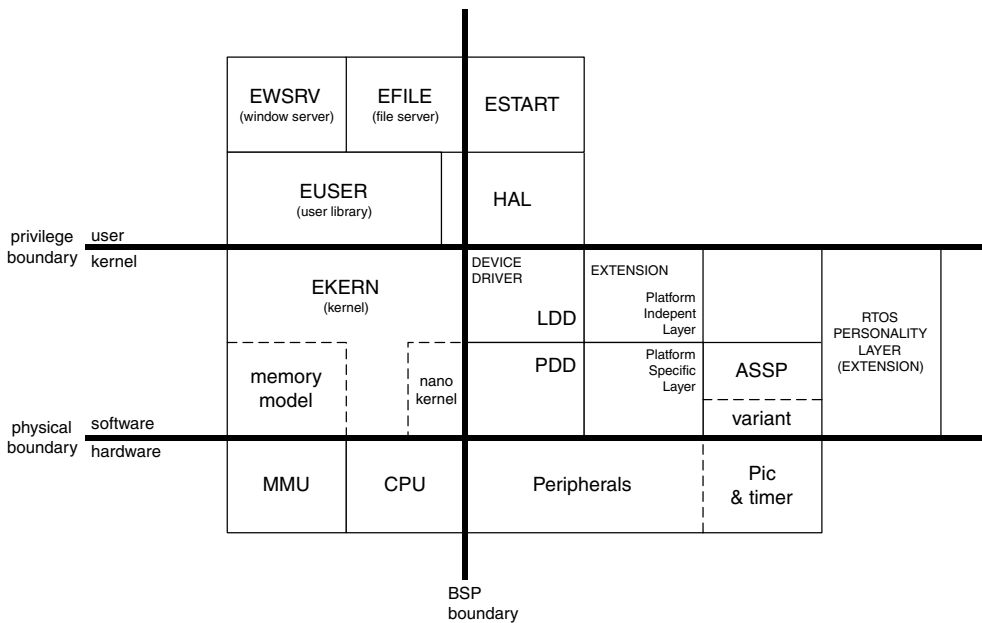 EWSRV
(window server)
EFILE
(file server)
ESTART
EUSER
(user library)
HAL
privilege
boundary
user
kernel
EKERN
(kernel)
DEVICE
DRIVER
LDD
EXTENSION
Platform
Indepent
Layer
RTOS
PERSONALITY
LAYER
(EXTENSION)
memory
model
nano
kernel
PDD
Platform
Specific
Layer
ASSP
variant
physical
boundary
software
hardware
MMU
CPU
Peripherals
Pic
& timer
BSP
boundary